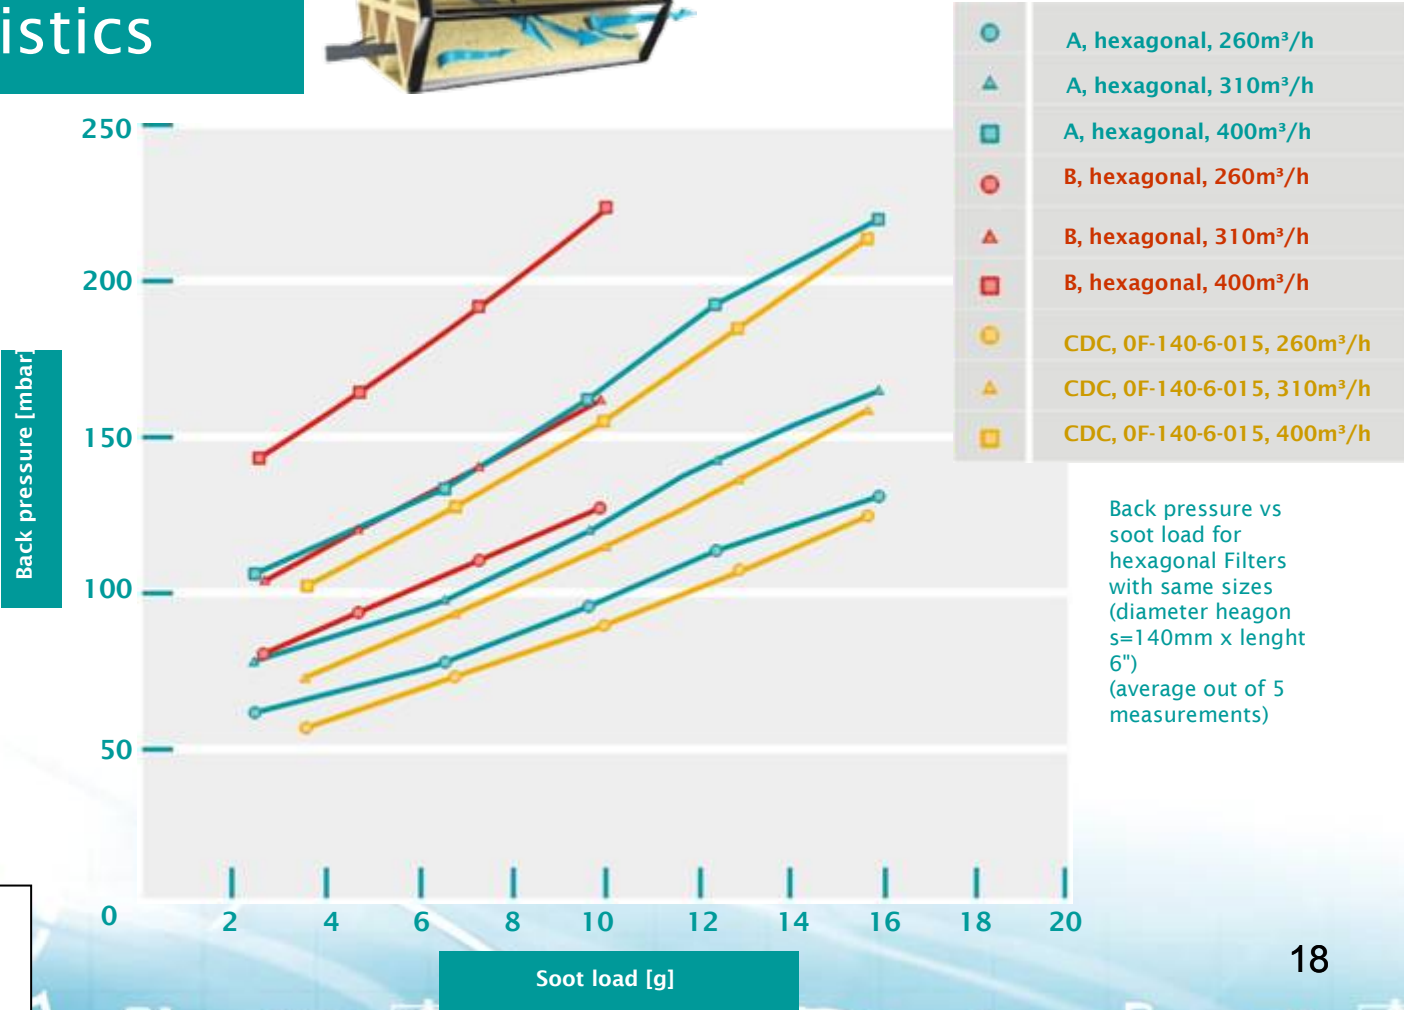 istics
A, hexagonal, 260m³/h
A, hexagonal, 310m³/h
A, hexagonal, 400m³/h
B, hexagonal, 260m³/h
B, hexagonal, 310m³/h
B, hexagonal, 400m³/h
CDC, 0F-140-6-015, 260m³/h
CDC, 0F-140-6-015, 310m³/h
CDC, 0F-140-6-015, 400m³/h
250
200
150
100
50
0
Back pressure [mbar]
2 4 6 8 10 12 14 16 18 20
Soot load [g]
Back pressure vs
soot load for
hexagonal Filters
with same sizes
(diameter heagon
s=140mm x lenght
6")
(average out of 5
measurements)
18